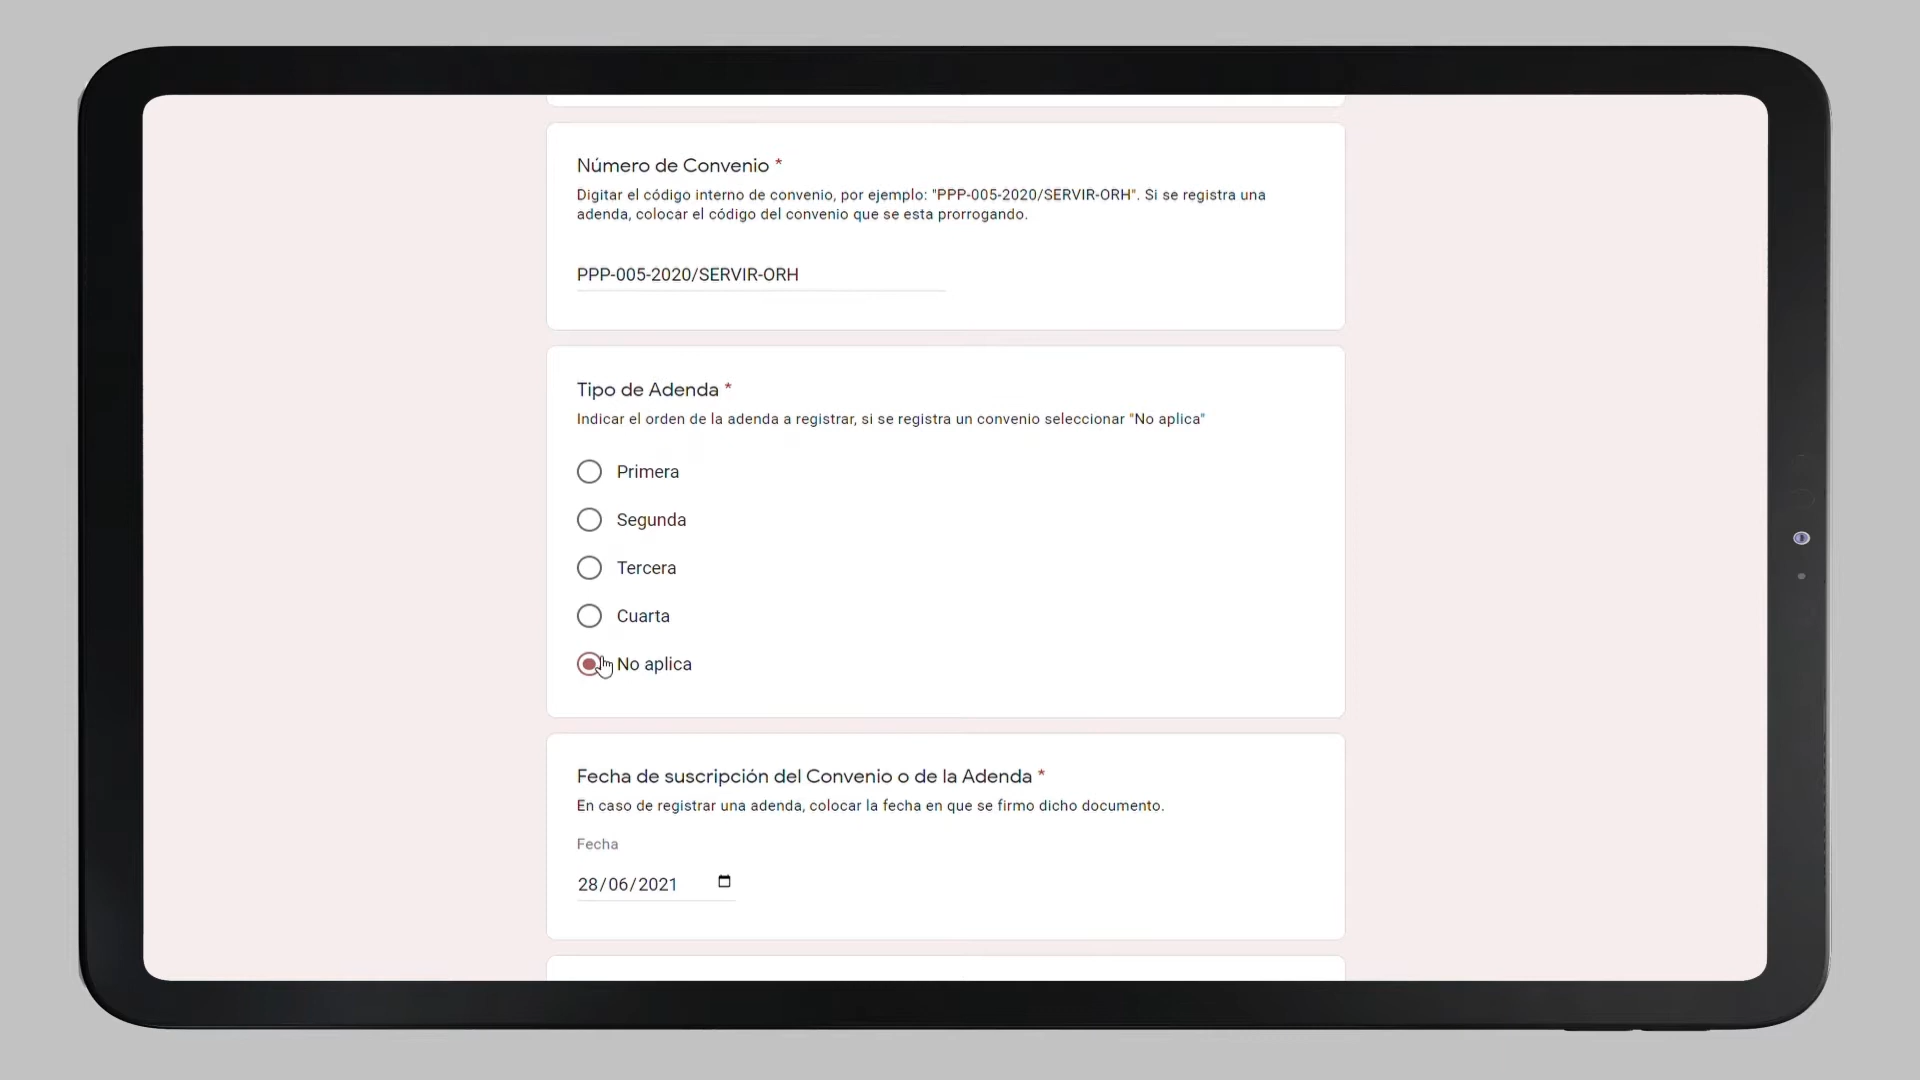 Número de Convenio *
Digitar el código interno de convenio, por ejemplo: "PPP-005-2020/SERVIR-ORH". Si se registra una
adenda, colocar el código del convenio que se esta prorrogando.
PPP-005-2020/SERVIR-ORH
Tipo de Adenda *
Indicar el orden de la adenda a registrar, si se registra un convenio seleccionar "No aplica"
Primera
Segunda
Tercera
Cuarta
No aplica
Fecha de suscripción del Convenio o de la Adenda *
En caso de registrar una adenda, colocar la fecha en que se firmo dicho documento.
Fecha
28/06/2021